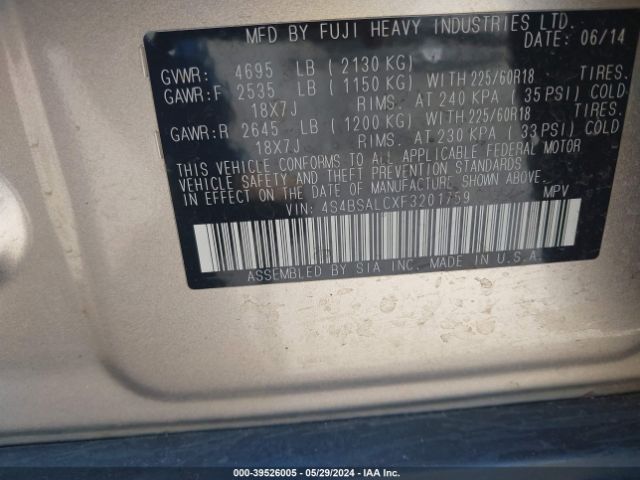 MFD BY FUJI HEAVY INDUSTRIES LTD.
DATE: 06/14
GVWR: 4695 LB ( 2130 KG)
GAWR:F 2535 LB ( 1150 KG) WITH 225/60R18 TIRES.
18X7J RIMS. AT 240 KPA ( 35 PSI) COLD
GAWR:R 2645 LB ( 1200 KG) WITH 225/60R18 TIRES.
18X7J RIMS. AT 230 KPA ( 33 PSI) COLD
THIS VEHICLE CONFORMS TO ALL APPLICABLE FEDERAL MOTOR
VEHICLE SAFETY AND THEFT PREVENTION STANDARDS
IN EFFECT ON THE DATE OF MANUFACTURE SHOWN ABOVE.
VIN: 4S4BSALCXF3201759 MPV
ASSEMBLED BY SIA INC. MADE IN U.S.A.
000-39526005 - 05/29/2024 - IAA Inc.